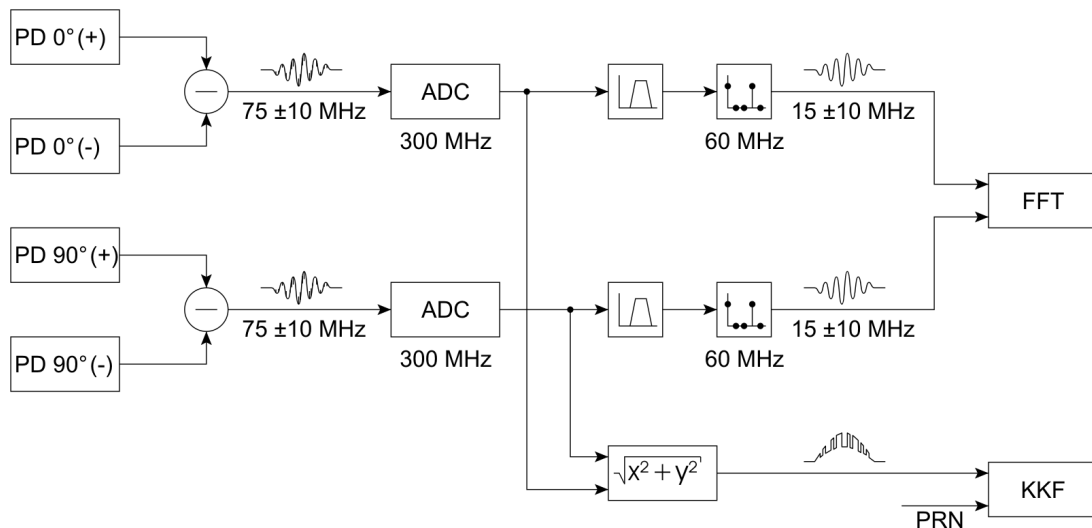 PD 0°(+)
PD 0°(-)
75 ±10 MHz
ADC
300 MHz
60 MHz
15 ±10 MHz
FFT
PD 90°(+)
PD 90°(-)
75 ±10 MHz
ADC
300 MHz
60 MHz
15 ±10 MHz
√x² + y²
KKF
PRN